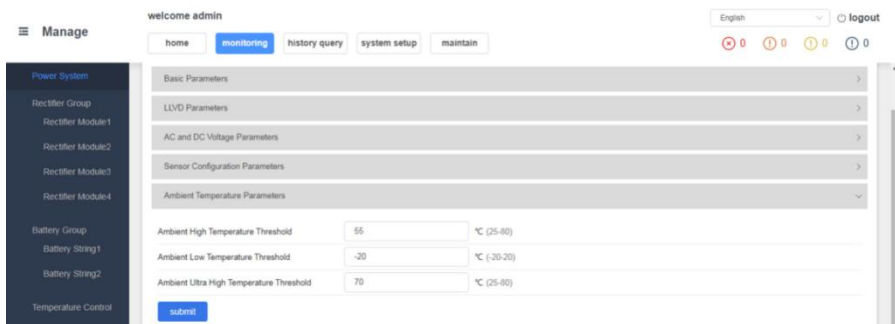 welcome admin
English
logout
Manage
home monitoring history query system setup maintain
0 0 0 0
Power System
Rectifier Group
Rectifier Module1
Rectifier Module2
Rectifier Module3
Rectifier Module4
Battery Group
Battery String1
Battery String2
Temperature Control
Basic Parameters
LLVD Parameters
AC and DC Voltage Parameters
Sensor Configuration Parameters
Ambient Temperature Parameters
Ambient High Temperature Threshold 55 ℃ (25-80)
Ambient Low Temperature Threshold -20 ℃ (-20-20)
Ambient Ultra High Temperature Threshold 70 ℃ (25-80)
submit